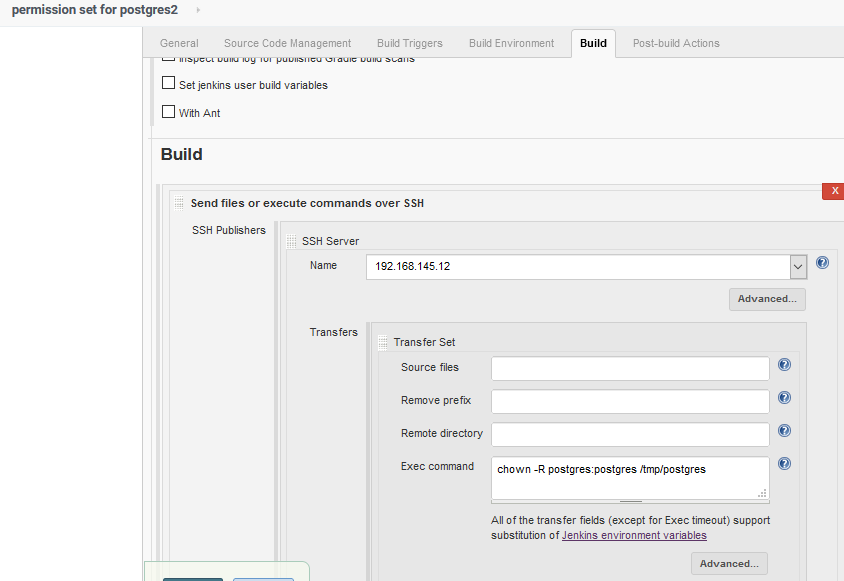 permission set for postgres2
General Source Code Management Build Triggers Build Environment Build Post-build Actions
Inspect build log for published Gradle build scans
Set jenkins user build variables
With Ant
Build
X
Send files or execute commands over SSH
SSH Publishers
SSH Server
Name 192.168.145.12
Advanced...
Transfers
Transfer Set
Source files
Remove prefix
Remote directory
Exec command chown -R postgres:postgres /tmp/postgres
All of the transfer fields (except for Exec timeout) support
substitution of Jenkins environment variables
Advanced...